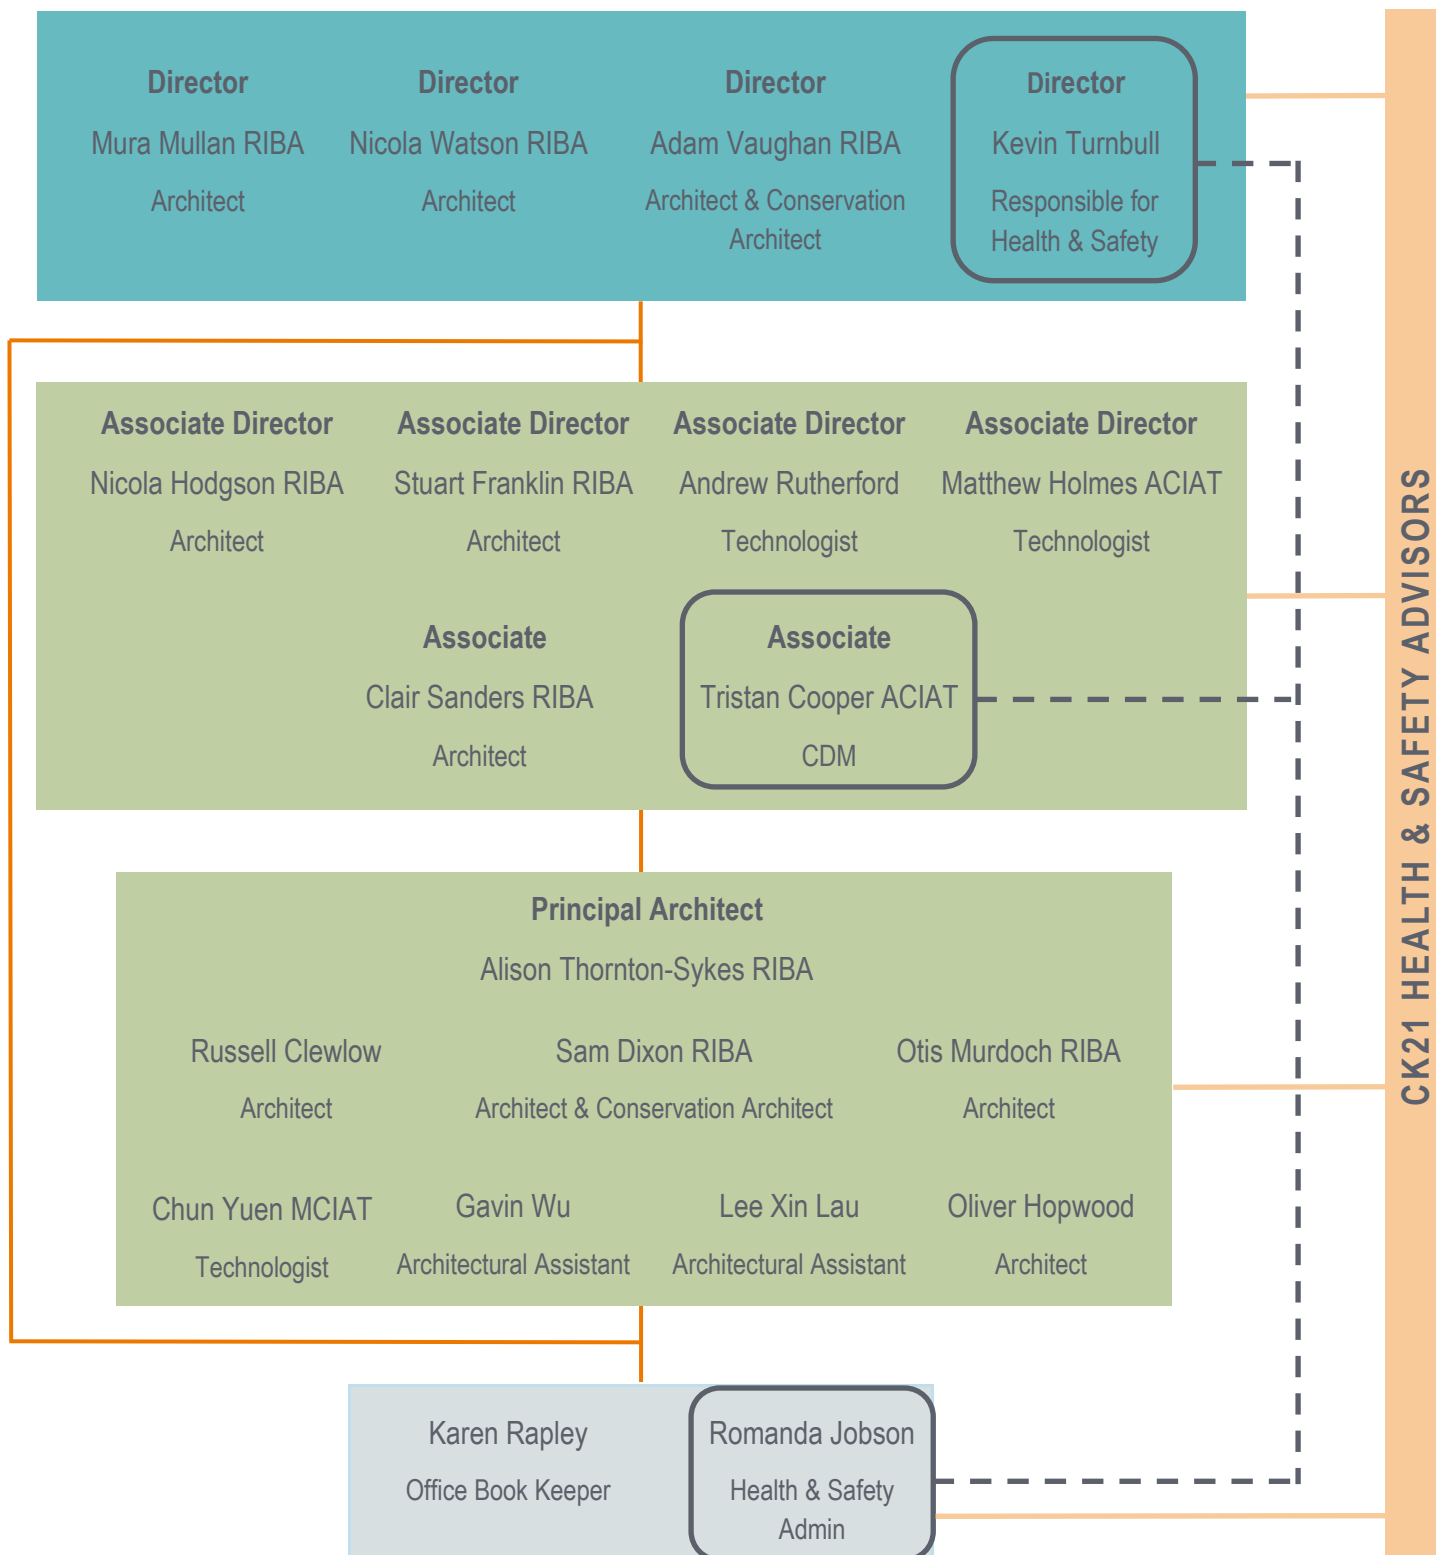 Director
Mura Mullan RIBA
Architect
Director
Nicola Watson RIBA
Architect
Director
Adam Vaughan RIBA
Architect & Conservation
Architect
Director
Kevin Turnbull
Responsible for
Health & Safety
Associate Director
Nicola Hodgson RIBA
Architect
Associate Director
Stuart Franklin RIBA
Architect
Associate Director
Andrew Rutherford
Technologist
Associate Director
Matthew Holmes ACIAT
Technologist
Associate
Clair Sanders RIBA
Architect
Associate
Tristan Cooper ACIAT
CDM
Principal Architect
Alison Thornton-Sykes RIBA
Russell Clewlow
Architect
Sam Dixon RIBA
Architect & Conservation Architect
Otis Murdoch RIBA
Architect
Chun Yuen MCIAT
Technologist
Gavin Wu
Architectural Assistant
Lee Xin Lau
Architectural Assistant
Oliver Hopwood
Architect
Karen Rapley
Office Book Keeper
Romanda Jobson
Health & Safety
Admin
CK21 HEALTH & SAFETY ADVISORS